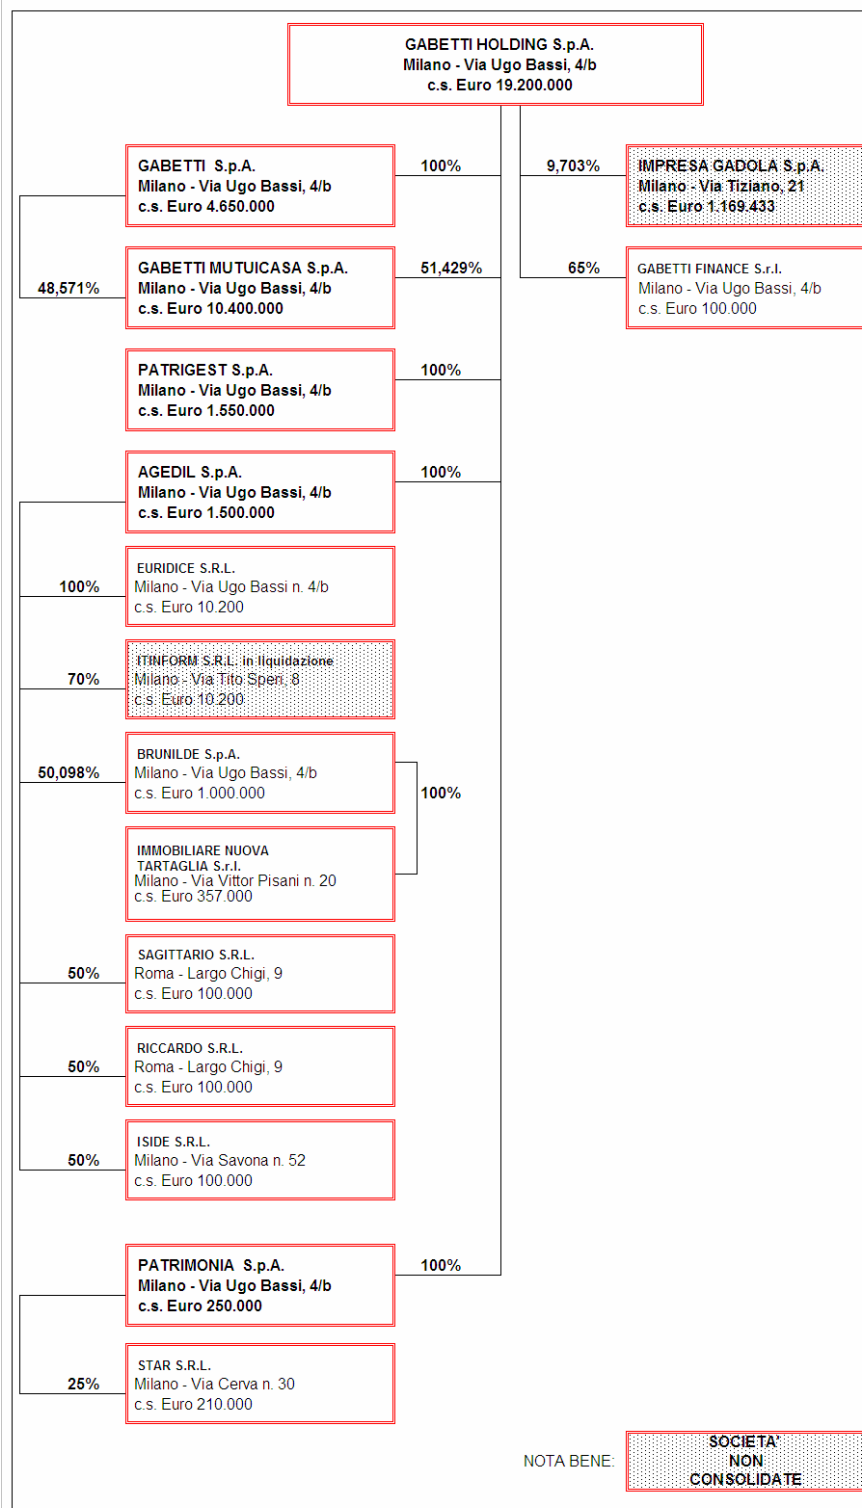 GABETTI HOLDING S.p.A.
Milano - Via Ugo Bassi, 4/b
c.s. Euro 19.200.000
GABETTI S.p.A.
Milano - Via Ugo Bassi, 4/b
c.s. Euro 4.650.000
100%
9,703%
IMPRESA GADOLA S.p.A.
Milano - Via Tiziano, 21
c.s. Euro 1.169.433
48,571%
GABETTI MUTUICASA S.p.A.
Milano - Via Ugo Bassi, 4/b
c.s. Euro 10.400.000
51,429%
65%
GABETTI FINANCE S.r.l.
Milano - Via Ugo Bassi, 4/b
c.s. Euro 100.000
PATRIGEST S.p.A.
Milano - Via Ugo Bassi, 4/b
c.s. Euro 1.550.000
100%
AGEDIL S.p.A.
Milano - Via Ugo Bassi, 4/b
c.s. Euro 1.500.000
100%
100%
EURIDICE S.R.L.
Milano - Via Ugo Bassi n. 4/b
c.s. Euro 10.200
70%
ITINFORM S.R.L. in liquidazione
Milano - Via Tito Speri, 8
c.s. Euro 10.200
50,098%
BRUNILDE S.p.A.
Milano - Via Ugo Bassi, 4/b
c.s. Euro 1.000.000
100%
IMMOBILIARE NUOVA
TARTAGLIA S.r.l.
Milano - Via Vittor Pisani n. 20
c.s. Euro 357.000
50%
SAGITTARIO S.R.L.
Roma - Largo Chigi, 9
c.s. Euro 100.000
50%
RICCARDO S.R.L.
Roma - Largo Chigi, 9
c.s. Euro 100.000
50%
ISIDE S.R.L.
Milano - Via Savona n. 52
c.s. Euro 100.000
PATRIMONIA S.p.A.
Milano - Via Ugo Bassi, 4/b
c.s. Euro 250.000
100%
25%
STAR S.R.L.
Milano - Via Cerva n. 30
c.s. Euro 210.000
NOTA BENE:
SOCIETA'
NON
CONSOLIDATE